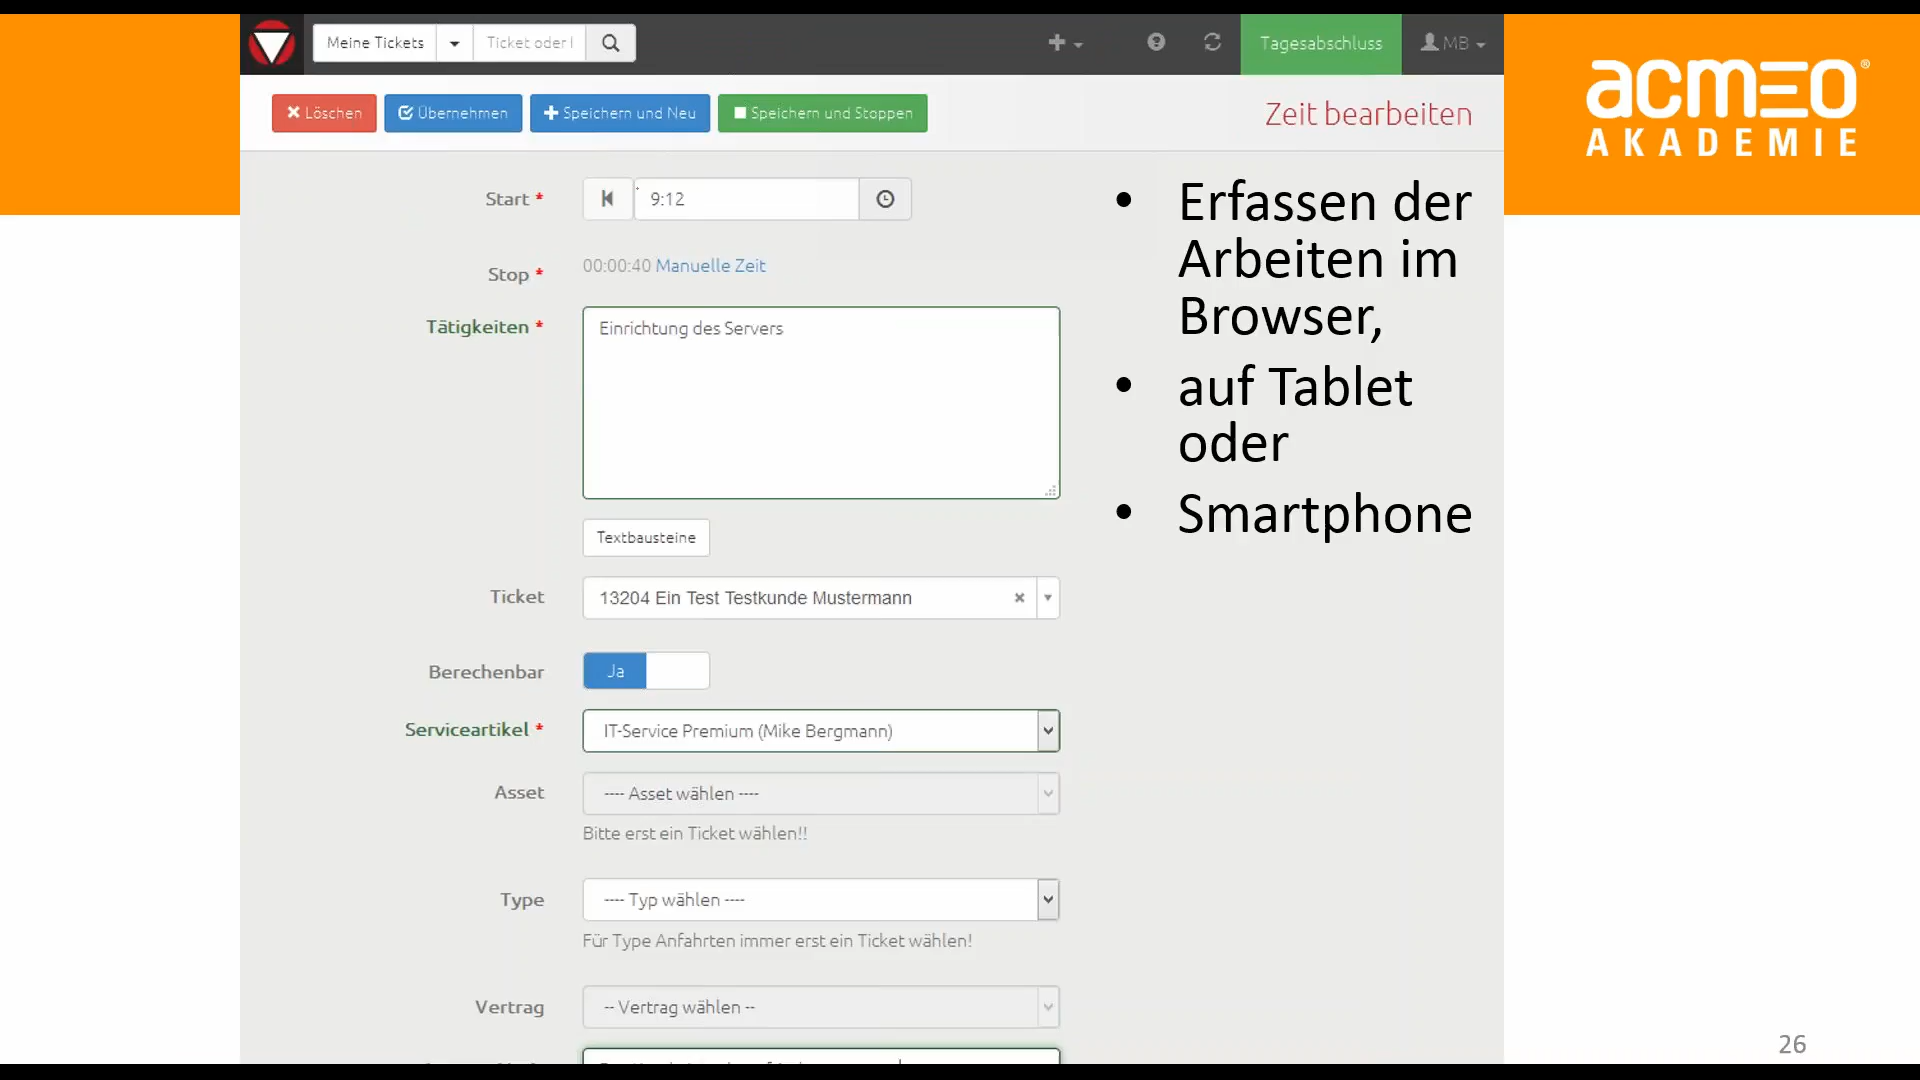 Meine Tickets
Ticket oder I
Tagesabschluss
MB
acmeo®
AKADEMIE
Löschen
Übernehmen
Speichern und Neu
Speichern und Stoppen
Zeit bearbeiten
Start *
9:12
Stop *
00:00:40 Manuelle Zeit
Tätigkeiten *
Einrichtung des Servers
Textbausteine
Ticket
13204 Ein Test Testkunde Mustermann
Berechenbar
Ja
Serviceartikel *
IT-Service Premium (Mike Bergmann)
Asset
---- Asset wählen ----
Bitte erst ein Ticket wählen!!
Type
---- Typ wählen ----
Für Type Anfahrten immer erst ein Ticket wählen!
Vertrag
-- Vertrag wählen --
• Erfassen der
Arbeiten im
Browser,
• auf Tablet
oder
• Smartphone
26